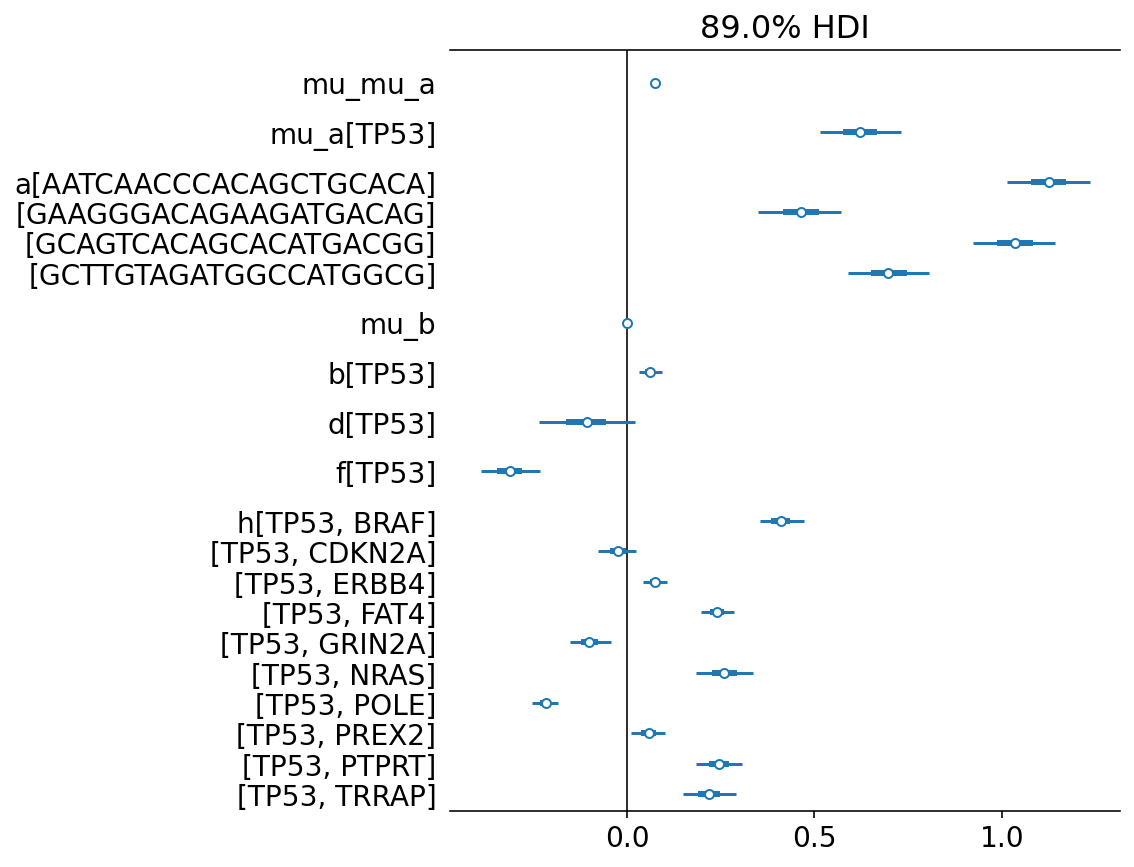 89.0% HDI
mu_mu_a
mu_a[TP53]
a[AATCAACCCACAGCTGCACA]
[GAAGGGACAGAAGATGACAG]
[GCAGTCACAGCACATGACGG]
[GCTTGTAGATGGCCATGGCG]
mu_b
b[TP53]
d[TP53]
f[TP53]
h[TP53, BRAF]
[TP53, CDKN2A]
[TP53, ERBB4]
[TP53, FAT4]
[TP53, GRIN2A]
[TP53, NRAS]
[TP53, POLE]
[TP53, PREX2]
[TP53, PTPRT]
[TP53, TRRAP]
0.0 0.5 1.0